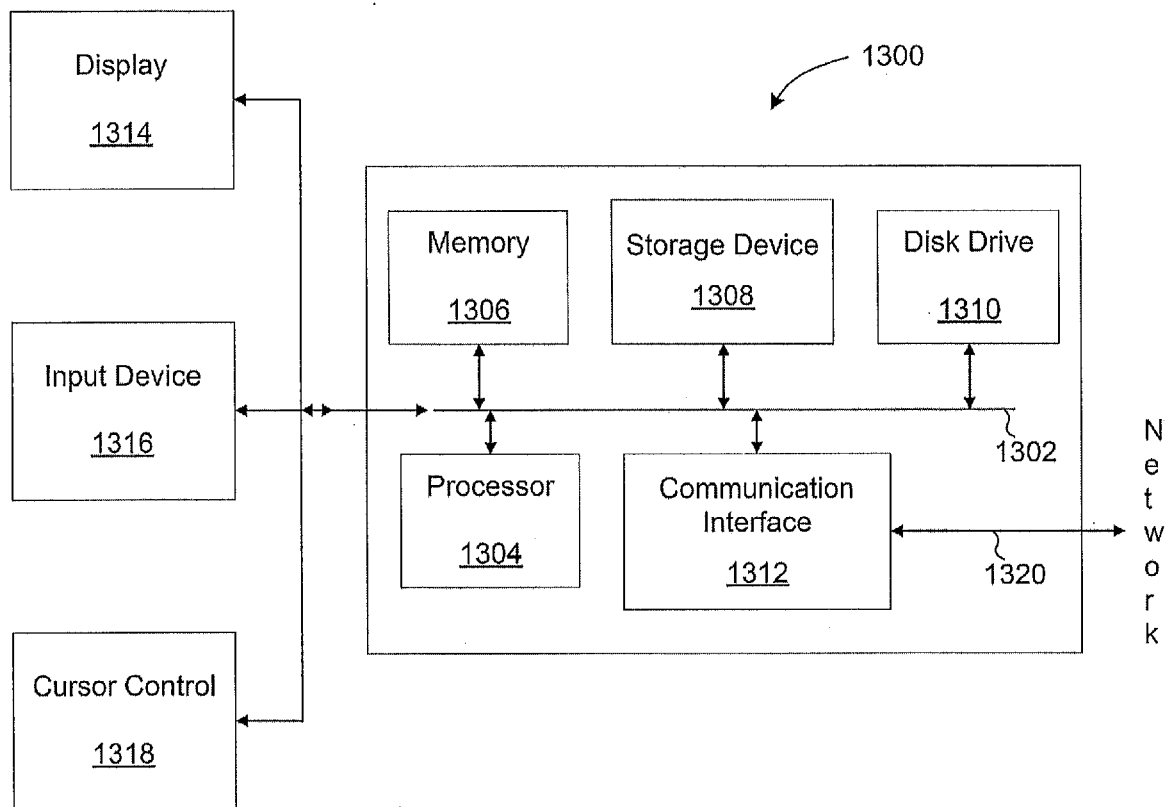 1300
Display
1314
Memory
1306
Storage Device
1308
Disk Drive
1310
Input Device
1316
1302
Processor
1304
Communication
Interface
1312
1320
Network
Cursor Control
1318